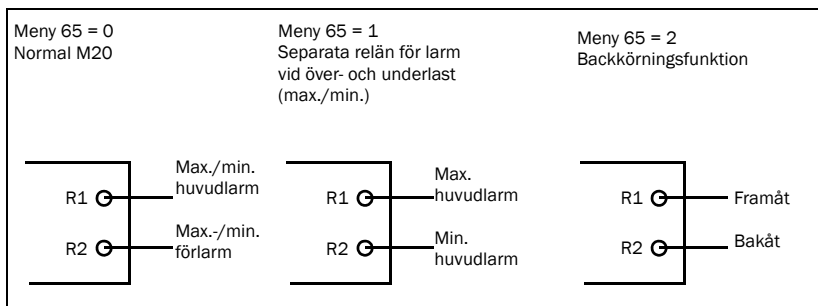 Meny 65 = 0
Normal M20
Meny 65 = 1
Separata relän för larm
vid över- och underlast
(max./min.)
Meny 65 = 2
Backkörningsfunktion
R1
Max./min.
huvudlarm
R2
Max.-/min.
förlarm
R1
Max.
huvudlarm
R2
Min.
huvudlarm
R1
Framåt
R2
Bakåt